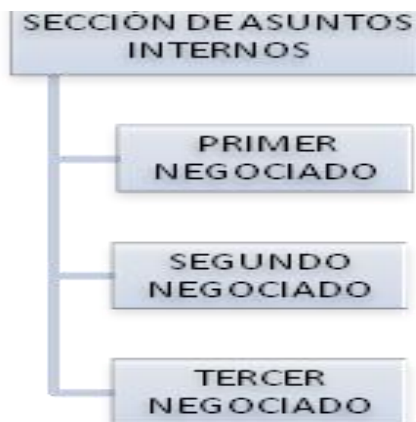 SECCIÓN DE ASUNTOS
INTERNOS
PRIMER
NEGOCIADO
SEGUNDO
NEGOCIADO
TERCER
NEGOCIADO